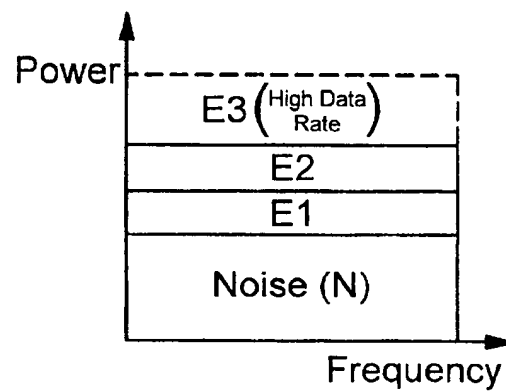 Power
E3 (High Data
Rate)
E2
E1
Noise (N)
Frequency